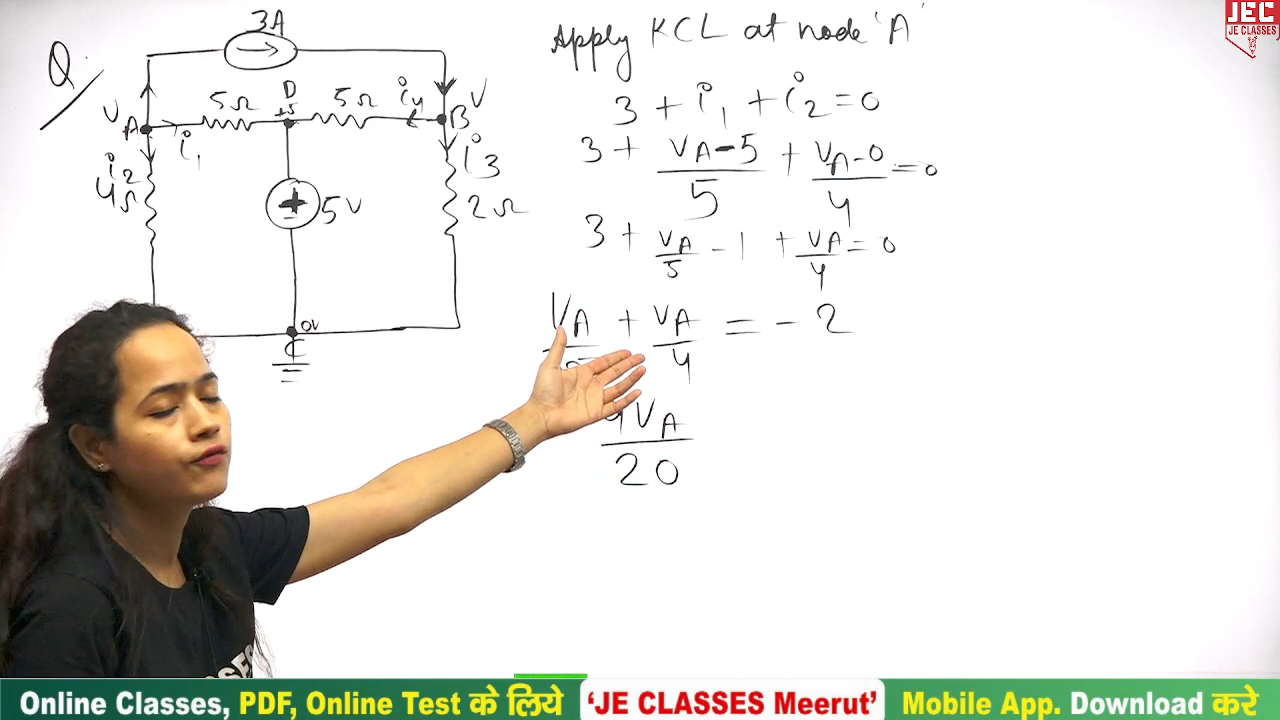 JEC
JE CLASSES
Q.
3A
Apply KCL at node 'A'
5Ω D 5Ω i4 V
+5
VA A i1 B
3 + i1 + i2 = 0
i2 i3
4Ω 5V 2Ω
3 + VA-5/5 + VA-0/4 = 0
3 + VA/5 - 1 + VA/4 = 0
0V
C
VA/5 + VA/4 = -2
9VA/20
Online Classes, PDF, Online Test के लिये 'JE CLASSES Meerut' Mobile App. Download करे